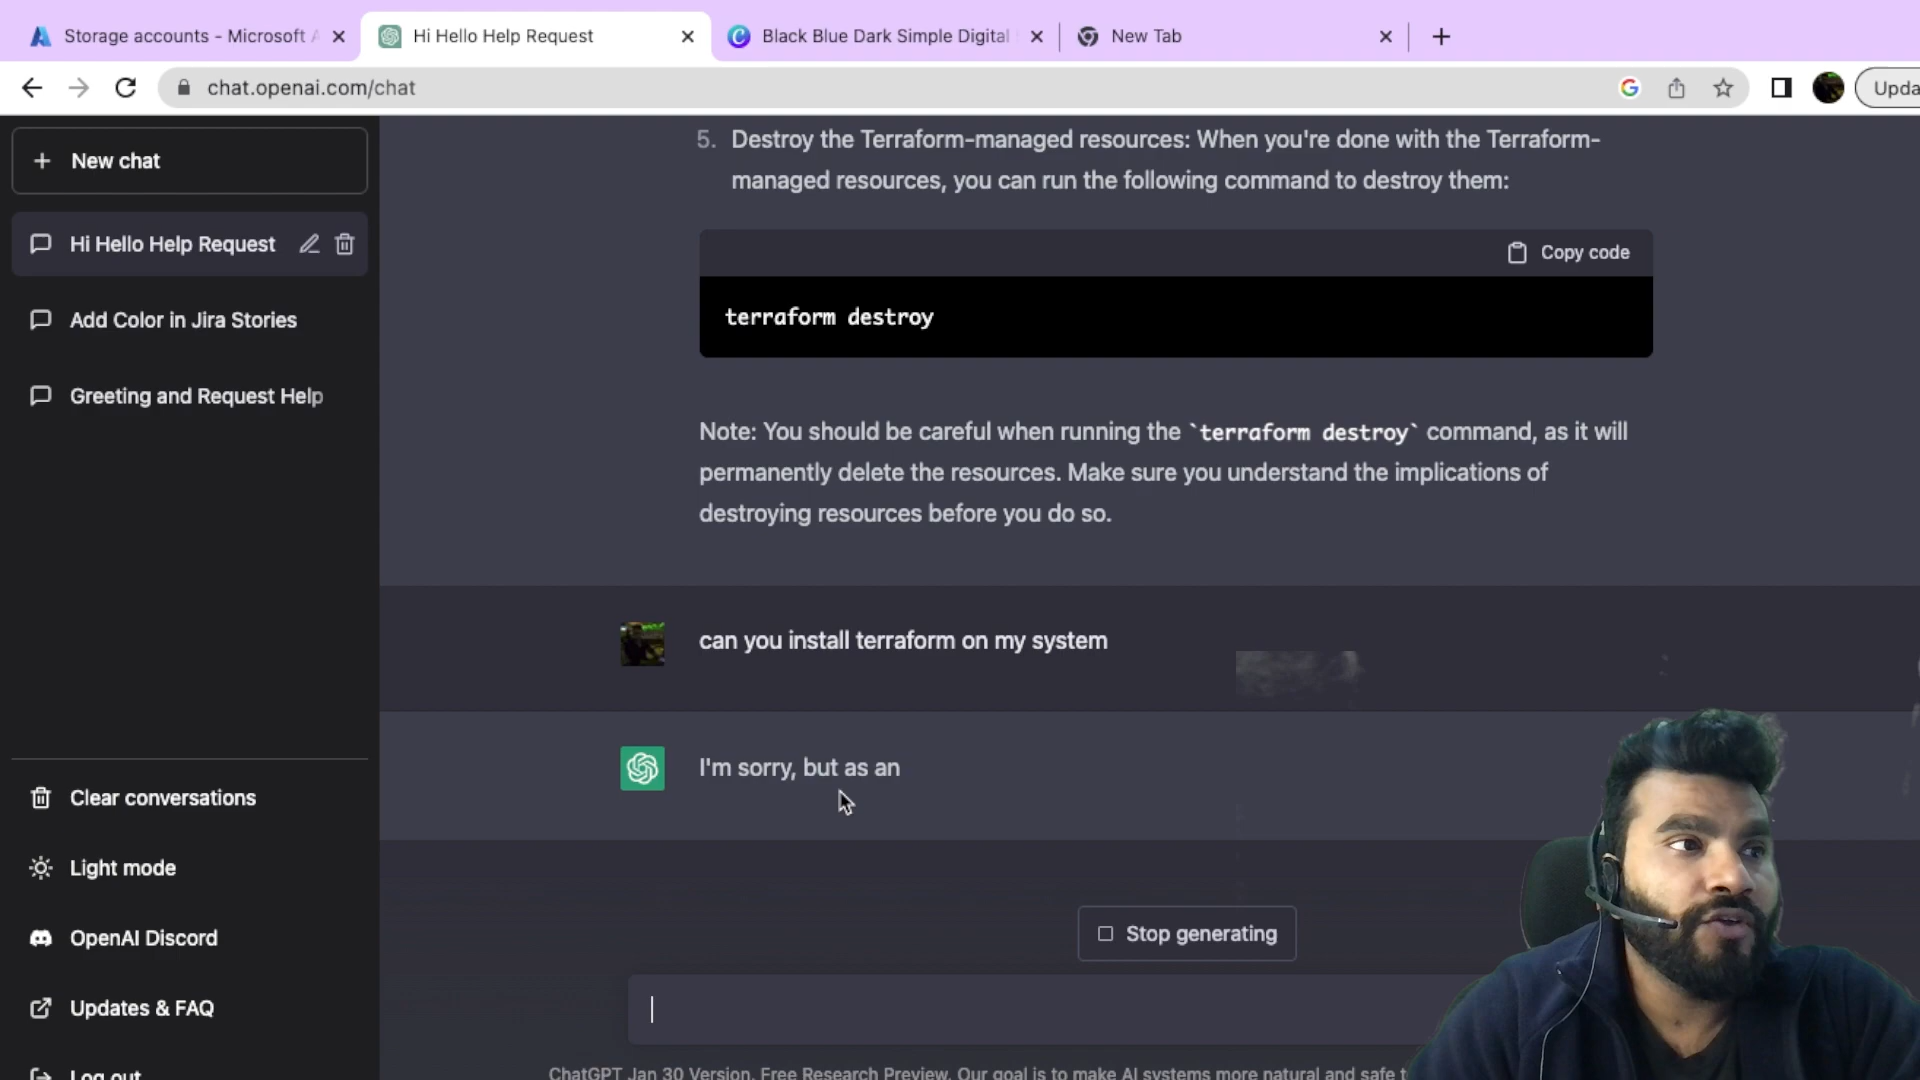 Storage accounts - Microsoft A
Hi Hello Help Request
Black Blue Dark Simple Digital
New Tab
chat.openai.com/chat
Upda
New chat
Hi Hello Help Request
Add Color in Jira Stories
Greeting and Request Help
Clear conversations
Light mode
OpenAI Discord
Updates & FAQ
Log out
5. Destroy the Terraform-managed resources: When you're done with the Terraform-
managed resources, you can run the following command to destroy them:
Copy code
terraform destroy
Note: You should be careful when running the `terraform destroy` command, as it will
permanently delete the resources. Make sure you understand the implications of
destroying resources before you do so.
can you install terraform on my system
I'm sorry, but as an
Stop generating
ChatGPT Jan 30 Version. Free Research Preview. Our goal is to make AI systems more natural and safe t